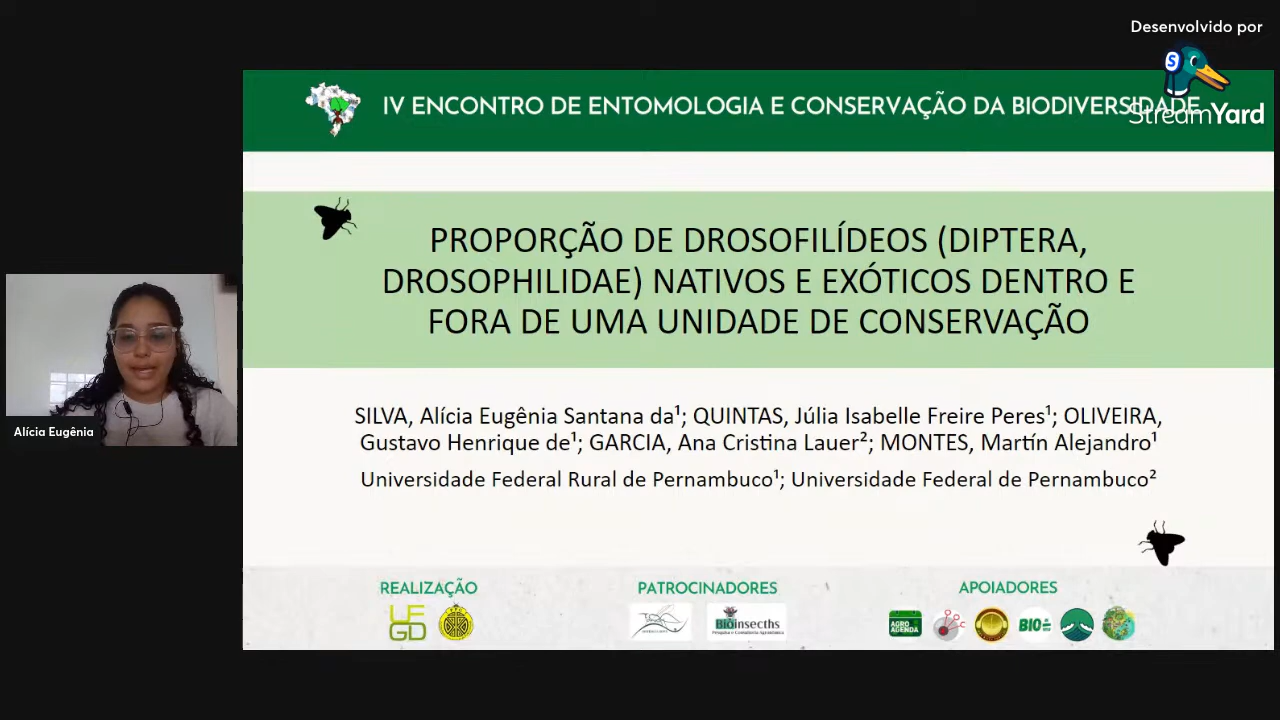 Desenvolvido por
StreamYard
IV ENCONTRO DE ENTOMOLOGIA E CONSERVAÇÃO DA BIODIVERSIDADE
PROPORÇÃO DE DROSOFILÍDEOS (DIPTERA,
DROSOPHILIDAE) NATIVOS E EXÓTICOS DENTRO E
FORA DE UMA UNIDADE DE CONSERVAÇÃO
Alícia Eugênia
SILVA, Alícia Eugênia Santana da¹; QUINTAS, Júlia Isabelle Freire Peres¹; OLIVEIRA,
Gustavo Henrique de¹; GARCIA, Ana Cristina Lauer²; MONTES, Martín Alejandro¹
Universidade Federal Rural de Pernambuco¹; Universidade Federal de Pernambuco²
REALIZAÇÃO
PATROCINADORES
APOIADORES
UFGD
Bioinsecths
AGRO
AGENDA
BIO